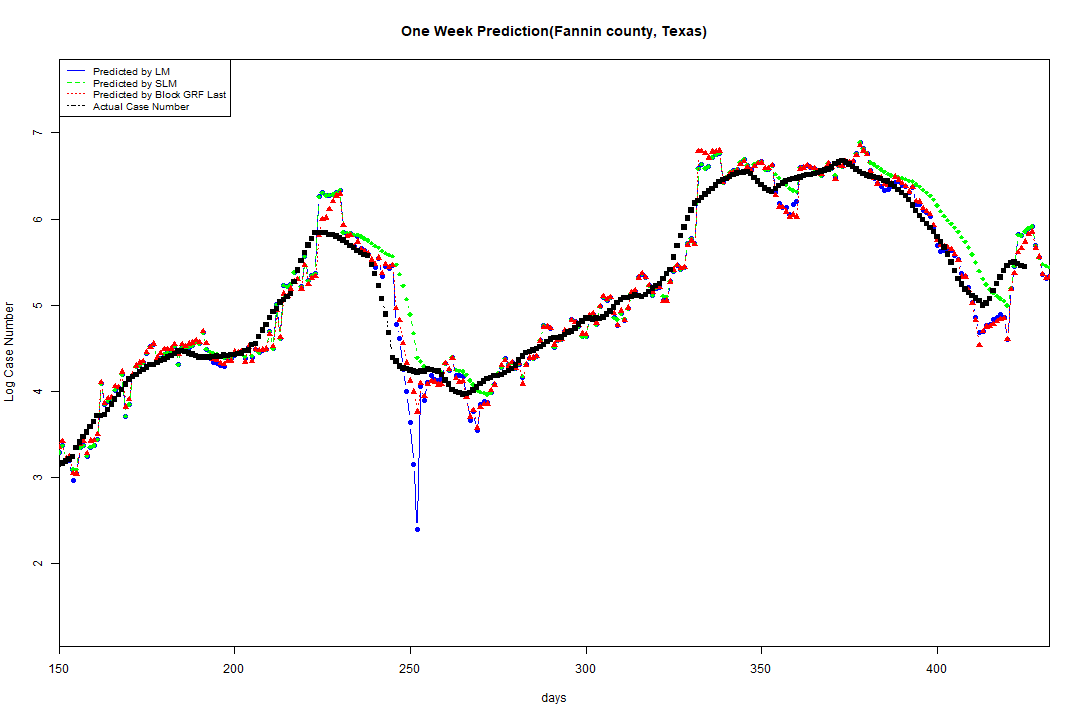 One Week Prediction(Fannin county, Texas)
Predicted by LM
Predicted by SLM
Predicted by Block GRF Last
Actual Case Number
7
6
5
4
3
2
Log Case Number
150 200 250 300 350 400
days